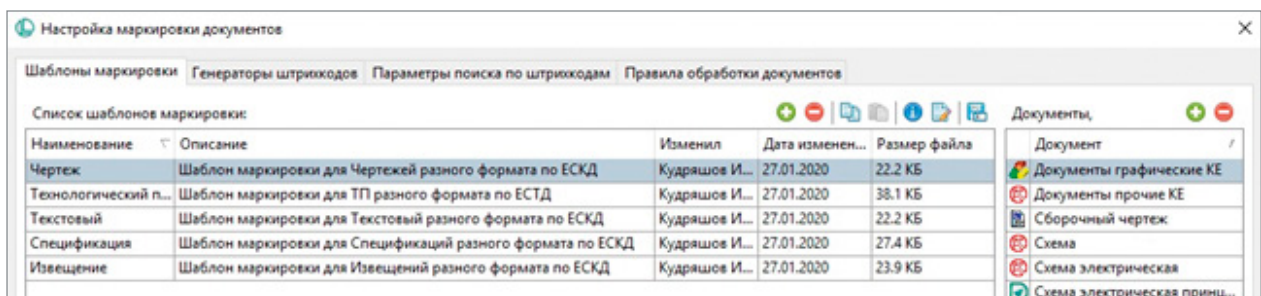 Настройка маркировки документов
Шаблоны маркировки Генераторы штрихкодов Параметры поиска по штрихкодам Правила обработки документов
Список шаблонов маркировки: Документы,
Наименование Описание Изменил Дата изменен... Размер файла Документ
Чертеж Шаблон маркировки для Чертежей разного формата по ЕСКД Кудряшов И... 27.01.2020 22.2 КБ Документы графические КЕ
Технологический п... Шаблон маркировки для ТП разного формата по ЕСТД Кудряшов И... 27.01.2020 38.1 КБ Документы прочие КЕ
Текстовый Шаблон маркировки для Текстовый разного формата по ЕСКД Кудряшов И... 27.01.2020 22.2 КБ Сборочный чертеж
Спецификация Шаблон маркировки для Спецификаций разного формата по ЕСКД Кудряшов И... 27.01.2020 27.4 КБ Схема
Извещение Шаблон маркировки для Извещений разного формата по ЕСКД Кудряшов И... 27.01.2020 23.9 КБ Схема электрическая
Схема электрическая принц...